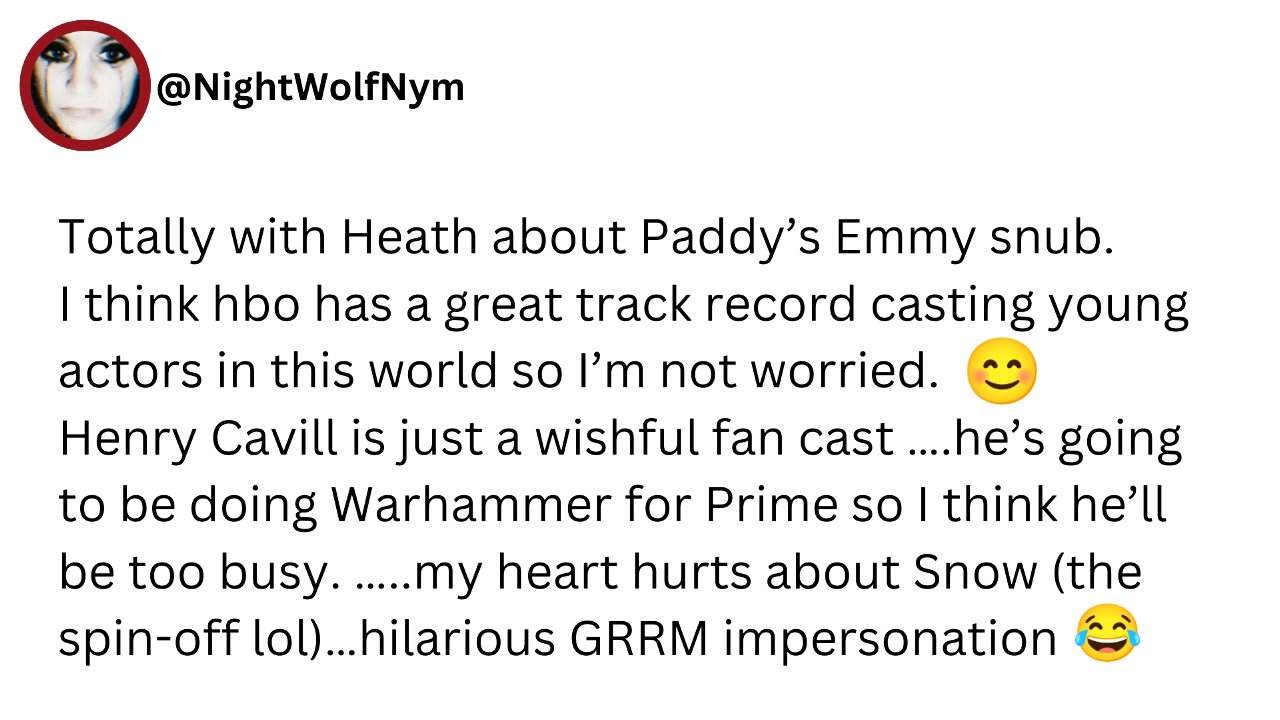 @NightWolfNym
Totally with Heath about Paddy’s Emmy snub.
I think hbo has a great track record casting young
actors in this world so I’m not worried. 😊
Henry Cavill is just a wishful fan cast ....he’s going
to be doing Warhammer for Prime so I think he’ll
be too busy. .....my heart hurts about Snow (the
spin-off lol)...hilarious GRRM impersonation 😂